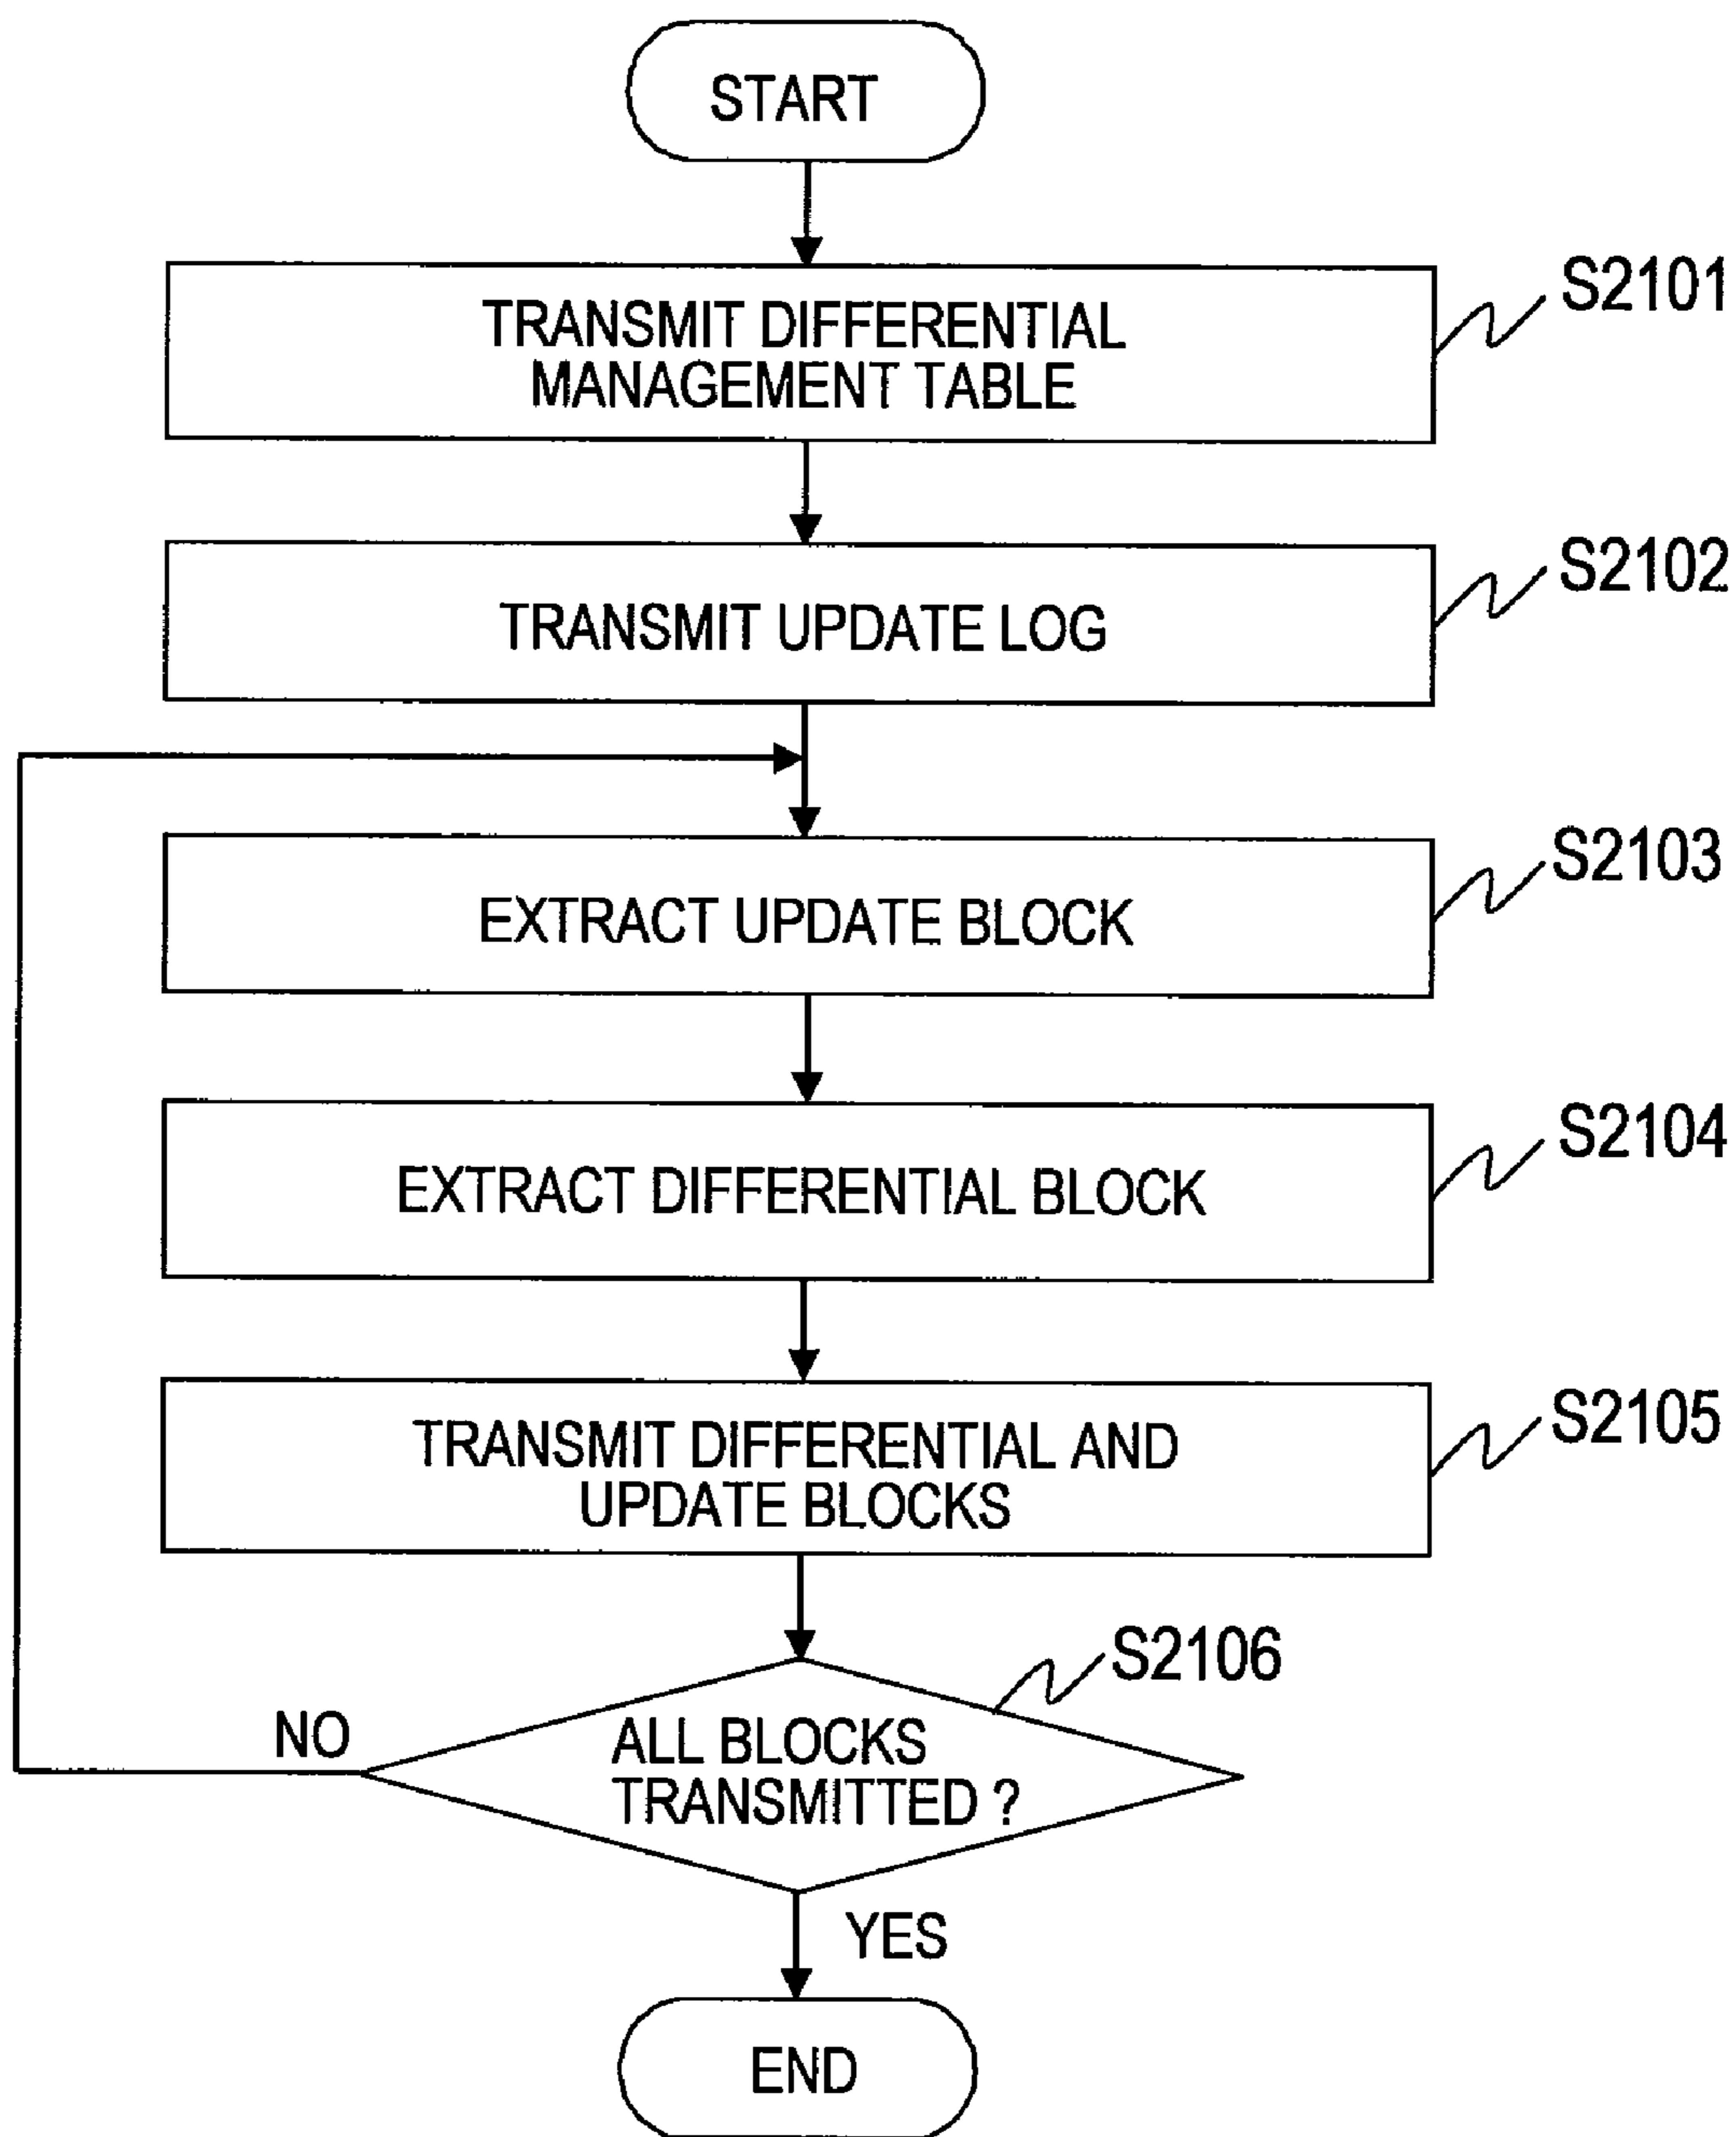 START
S2101
TRANSMIT DIFFERENTIAL
MANAGEMENT TABLE
S2102
TRANSMIT UPDATE LOG
S2103
EXTRACT UPDATE BLOCK
S2104
EXTRACT DIFFERENTIAL BLOCK
S2105
TRANSMIT DIFFERENTIAL AND
UPDATE BLOCKS
S2106
NO
ALL BLOCKS
TRANSMITTED ?
YES
END